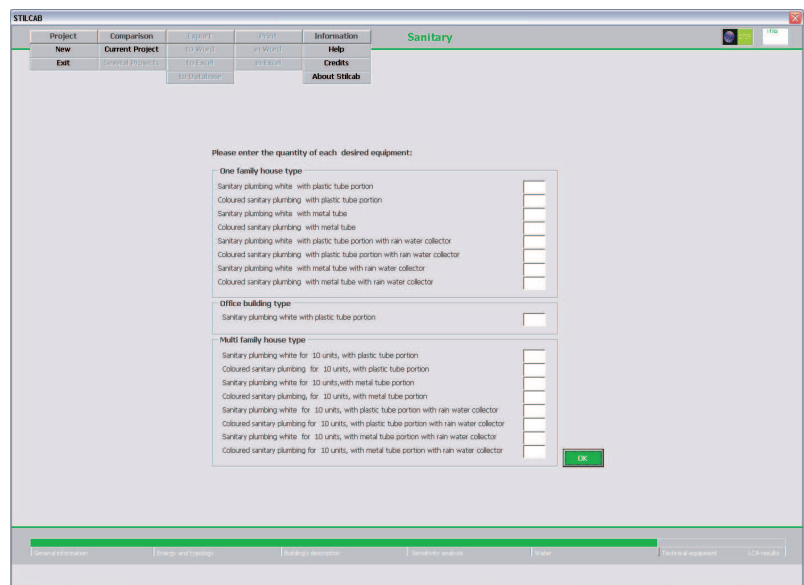 STILCAB
Project Comparison Export Print Information
Sanitary
New Current Project to Word in Word Help
Exit Several Projects to Excel in Excel Credits
to Database About Stilcab
Please enter the quantity of each desired equipment:
One family house type
Sanitary plumbing white with plastic tube portion
Coloured sanitary plumbing with plastic tube portion
Sanitary plumbing white with metal tube
Coloured sanitary plumbing with metal tube
Sanitary plumbing white with plastic tube portion with rain water collector
Coloured sanitary plumbing with plastic tube portion with rain water collector
Sanitary plumbing white with metal tube with rain water collector
Coloured sanitary plumbing with metal tube with rain water collector
Office building type
Sanitary plumbing white with plastic tube portion
Multi family house type
Sanitary plumbing white for 10 units, with plastic tube portion
Coloured sanitary plumbing for 10 units, with plastic tube portion
Sanitary plumbing white for 10 units,with metal tube portion
Coloured sanitary plumbing, for 10 units, with metal tube portion
Sanitary plumbing white for 10 units, with plastic tube portion with rain water collector
Coloured sanitary plumbing for 10 units, with plastic tube portion with rain water collector
Sanitary plumbing white for 10 units, with metal tube portion with rain water collector
Coloured sanitary plumbing for 10 units, with metal tube portion with rain water collector
OK
General information Energy and typology Building's description Sensitivity analysis Water Technical equipment LCA results